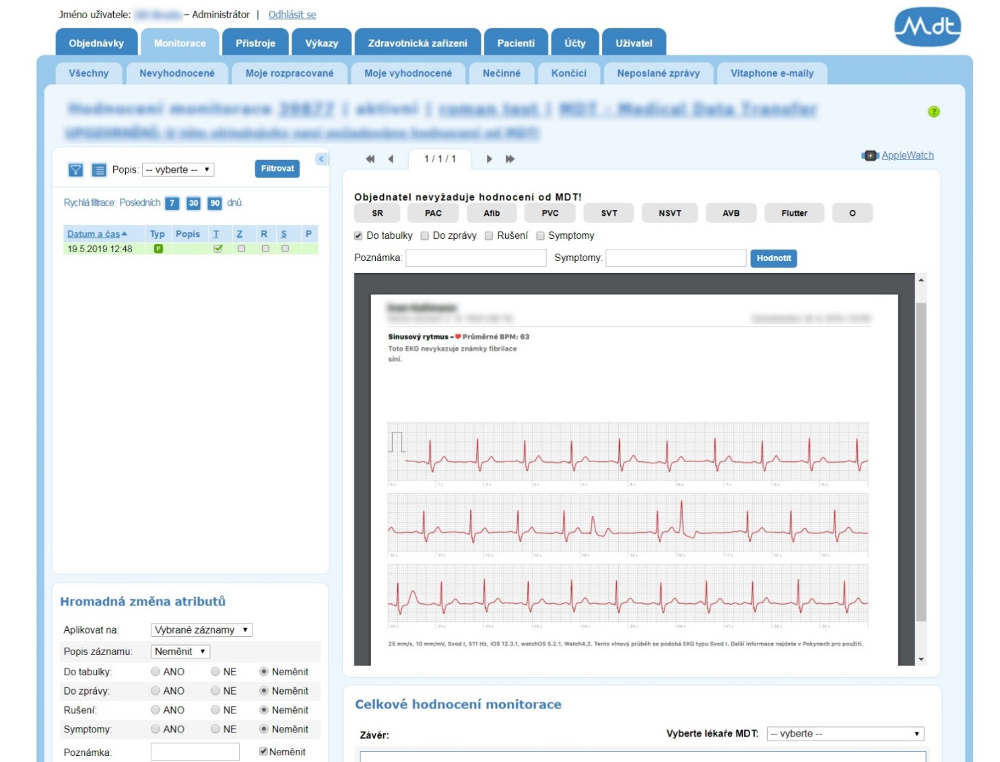 Jméno uživatele: – Administrátor | Odhlásit se
Mdt
Objednávky Monitorace Přístroje Výkazy Zdravotnická zařízení Pacienti Účty Uživatel
Všechny Nevyhodnocené Moje rozpracované Moje vyhodnocené Nečinné Končící Neposlané zprávy Vitaphone e-maily
?
Popis: -- vyberte -- Filtrovat
<
Rychlá filtrace: Posledních 7 30 90 dnů.
Datum a čas Typ Popis T Z R S P
19.5.2019 12:48 P
1 / 1 / 1
AppleWatch
Objednatel nevyžaduje hodnocení od MDT!
SR PAC Afib PVC SVT NSVT AVB Flutter O
Do tabulky Do zprávy Rušení Symptomy
Poznámka: Symptomy: Hodnotit
Sinusový rytmus – Průměrné BPM: 63
Toto EKG nevykazuje známky fibrilace
síní.
25 mm/s, 10 mm/mV, Svod I, 511 Hz, iOS 12.3.1, watchOS 5.2.1, Watch4,2. Tento vlnový průběh se podobá EKG typu Svod I. Další informace najdete v Pokynech pro použití.
Hromadná změna atributů
Aplikovat na: Vybrané záznamy
Popis záznamu: Neměnit
Do tabulky: ANO NE Neměnit
Do zprávy: ANO NE Neměnit
Rušení: ANO NE Neměnit
Symptomy: ANO NE Neměnit
Poznámka: Neměnit
Celkové hodnocení monitorace
Závěr: Vyberte lékaře MDT: -- vyberte --